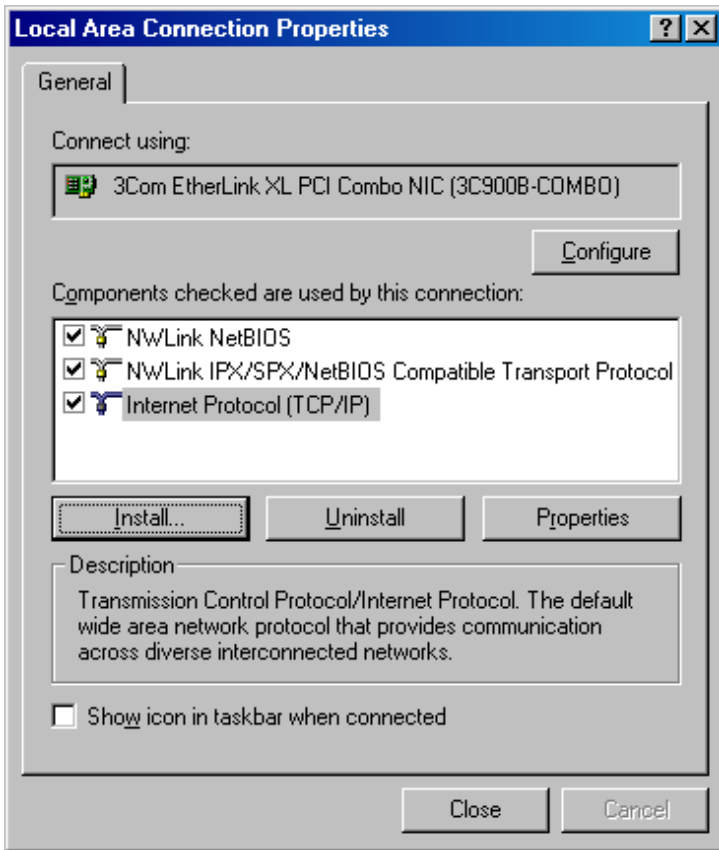 Local Area Connection Properties
General
Connect using:
3Com EtherLink XL PCI Combo NIC (3C900B-COMBO)
Configure
Components checked are used by this connection:
NWLink NetBIOS
NWLink IPX/SPX/NetBIOS Compatible Transport Protocol
Internet Protocol (TCP/IP)
Install... Uninstall Properties
Description
Transmission Control Protocol/Internet Protocol. The default
wide area network protocol that provides communication
across diverse interconnected networks.
Show icon in taskbar when connected
Close Cancel